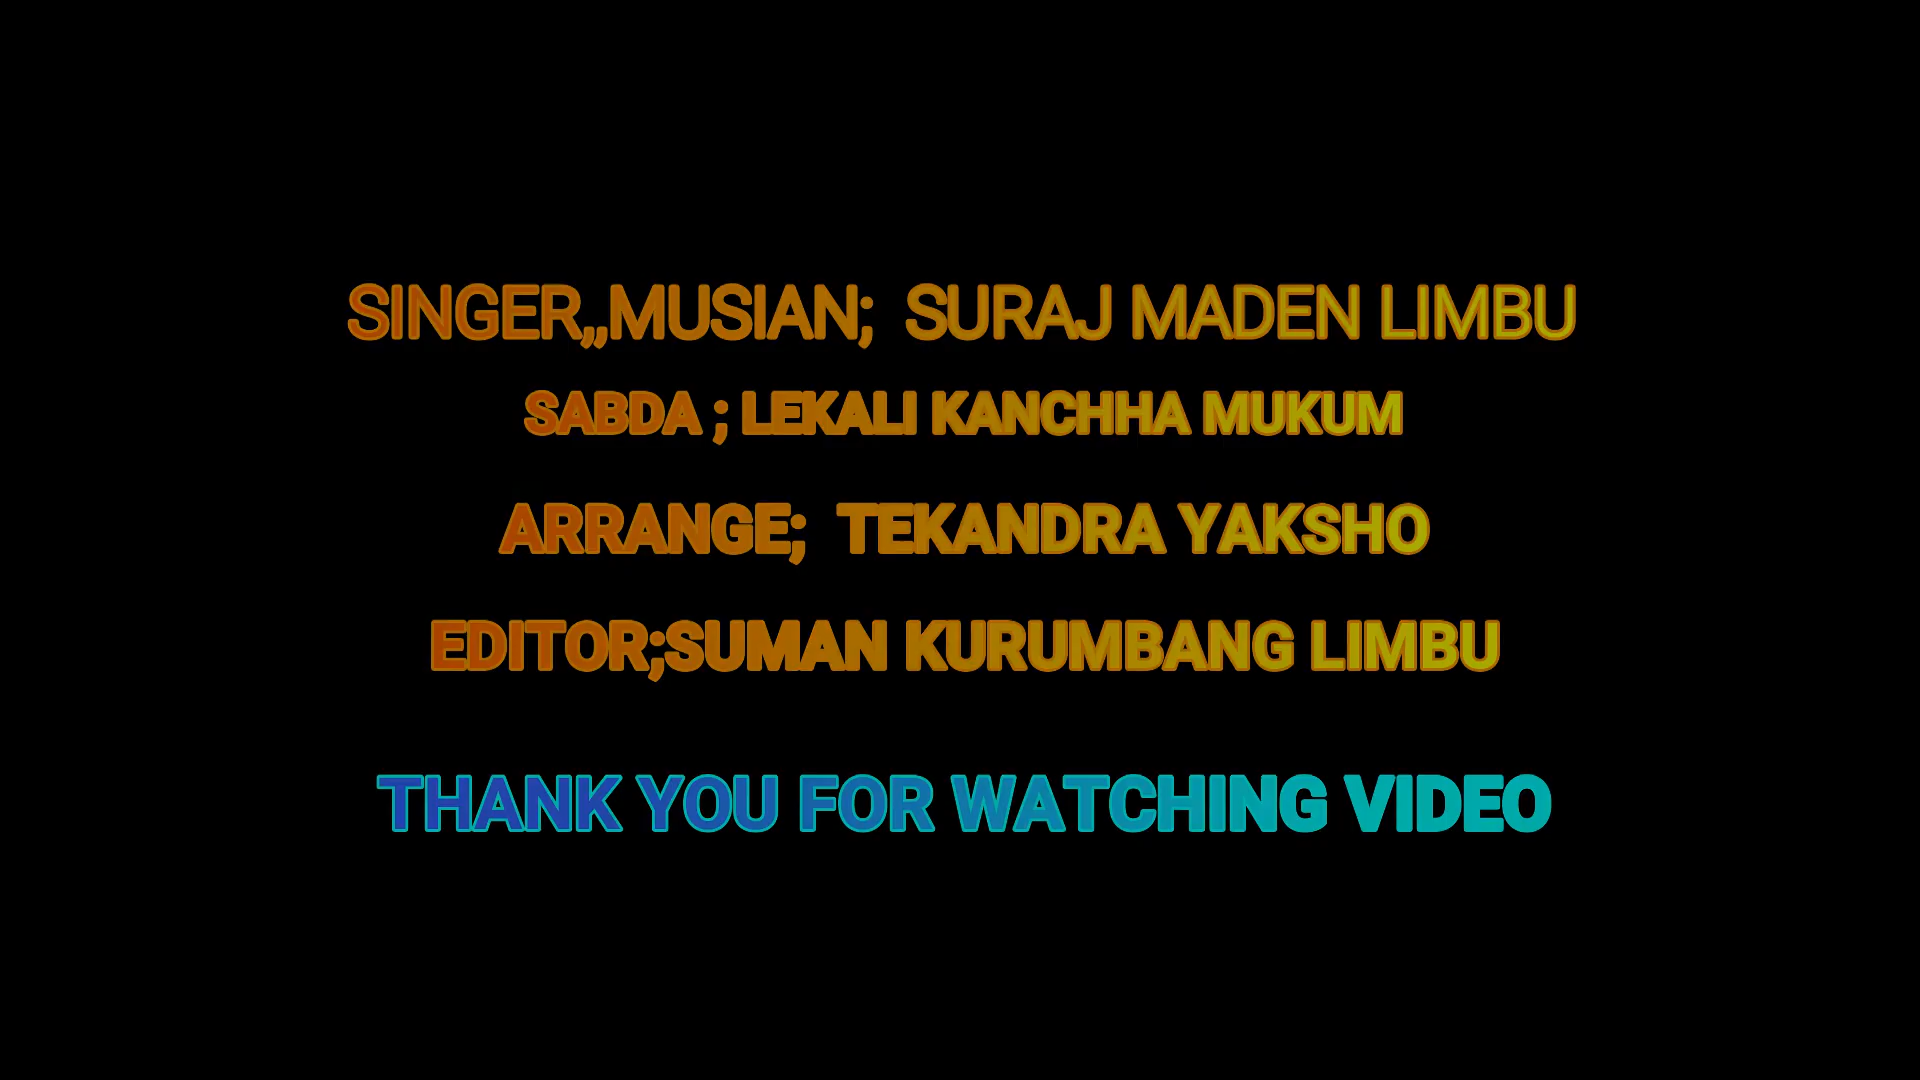 SINGER,,MUSIAN;  SURAJ MADEN LIMBU
SABDA ; LEKALI KANCHHA MUKUM
ARRANGE;  TEKANDRA YAKSHO
EDITOR;SUMAN KURUMBANG LIMBU
THANK YOU FOR WATCHING VIDEO